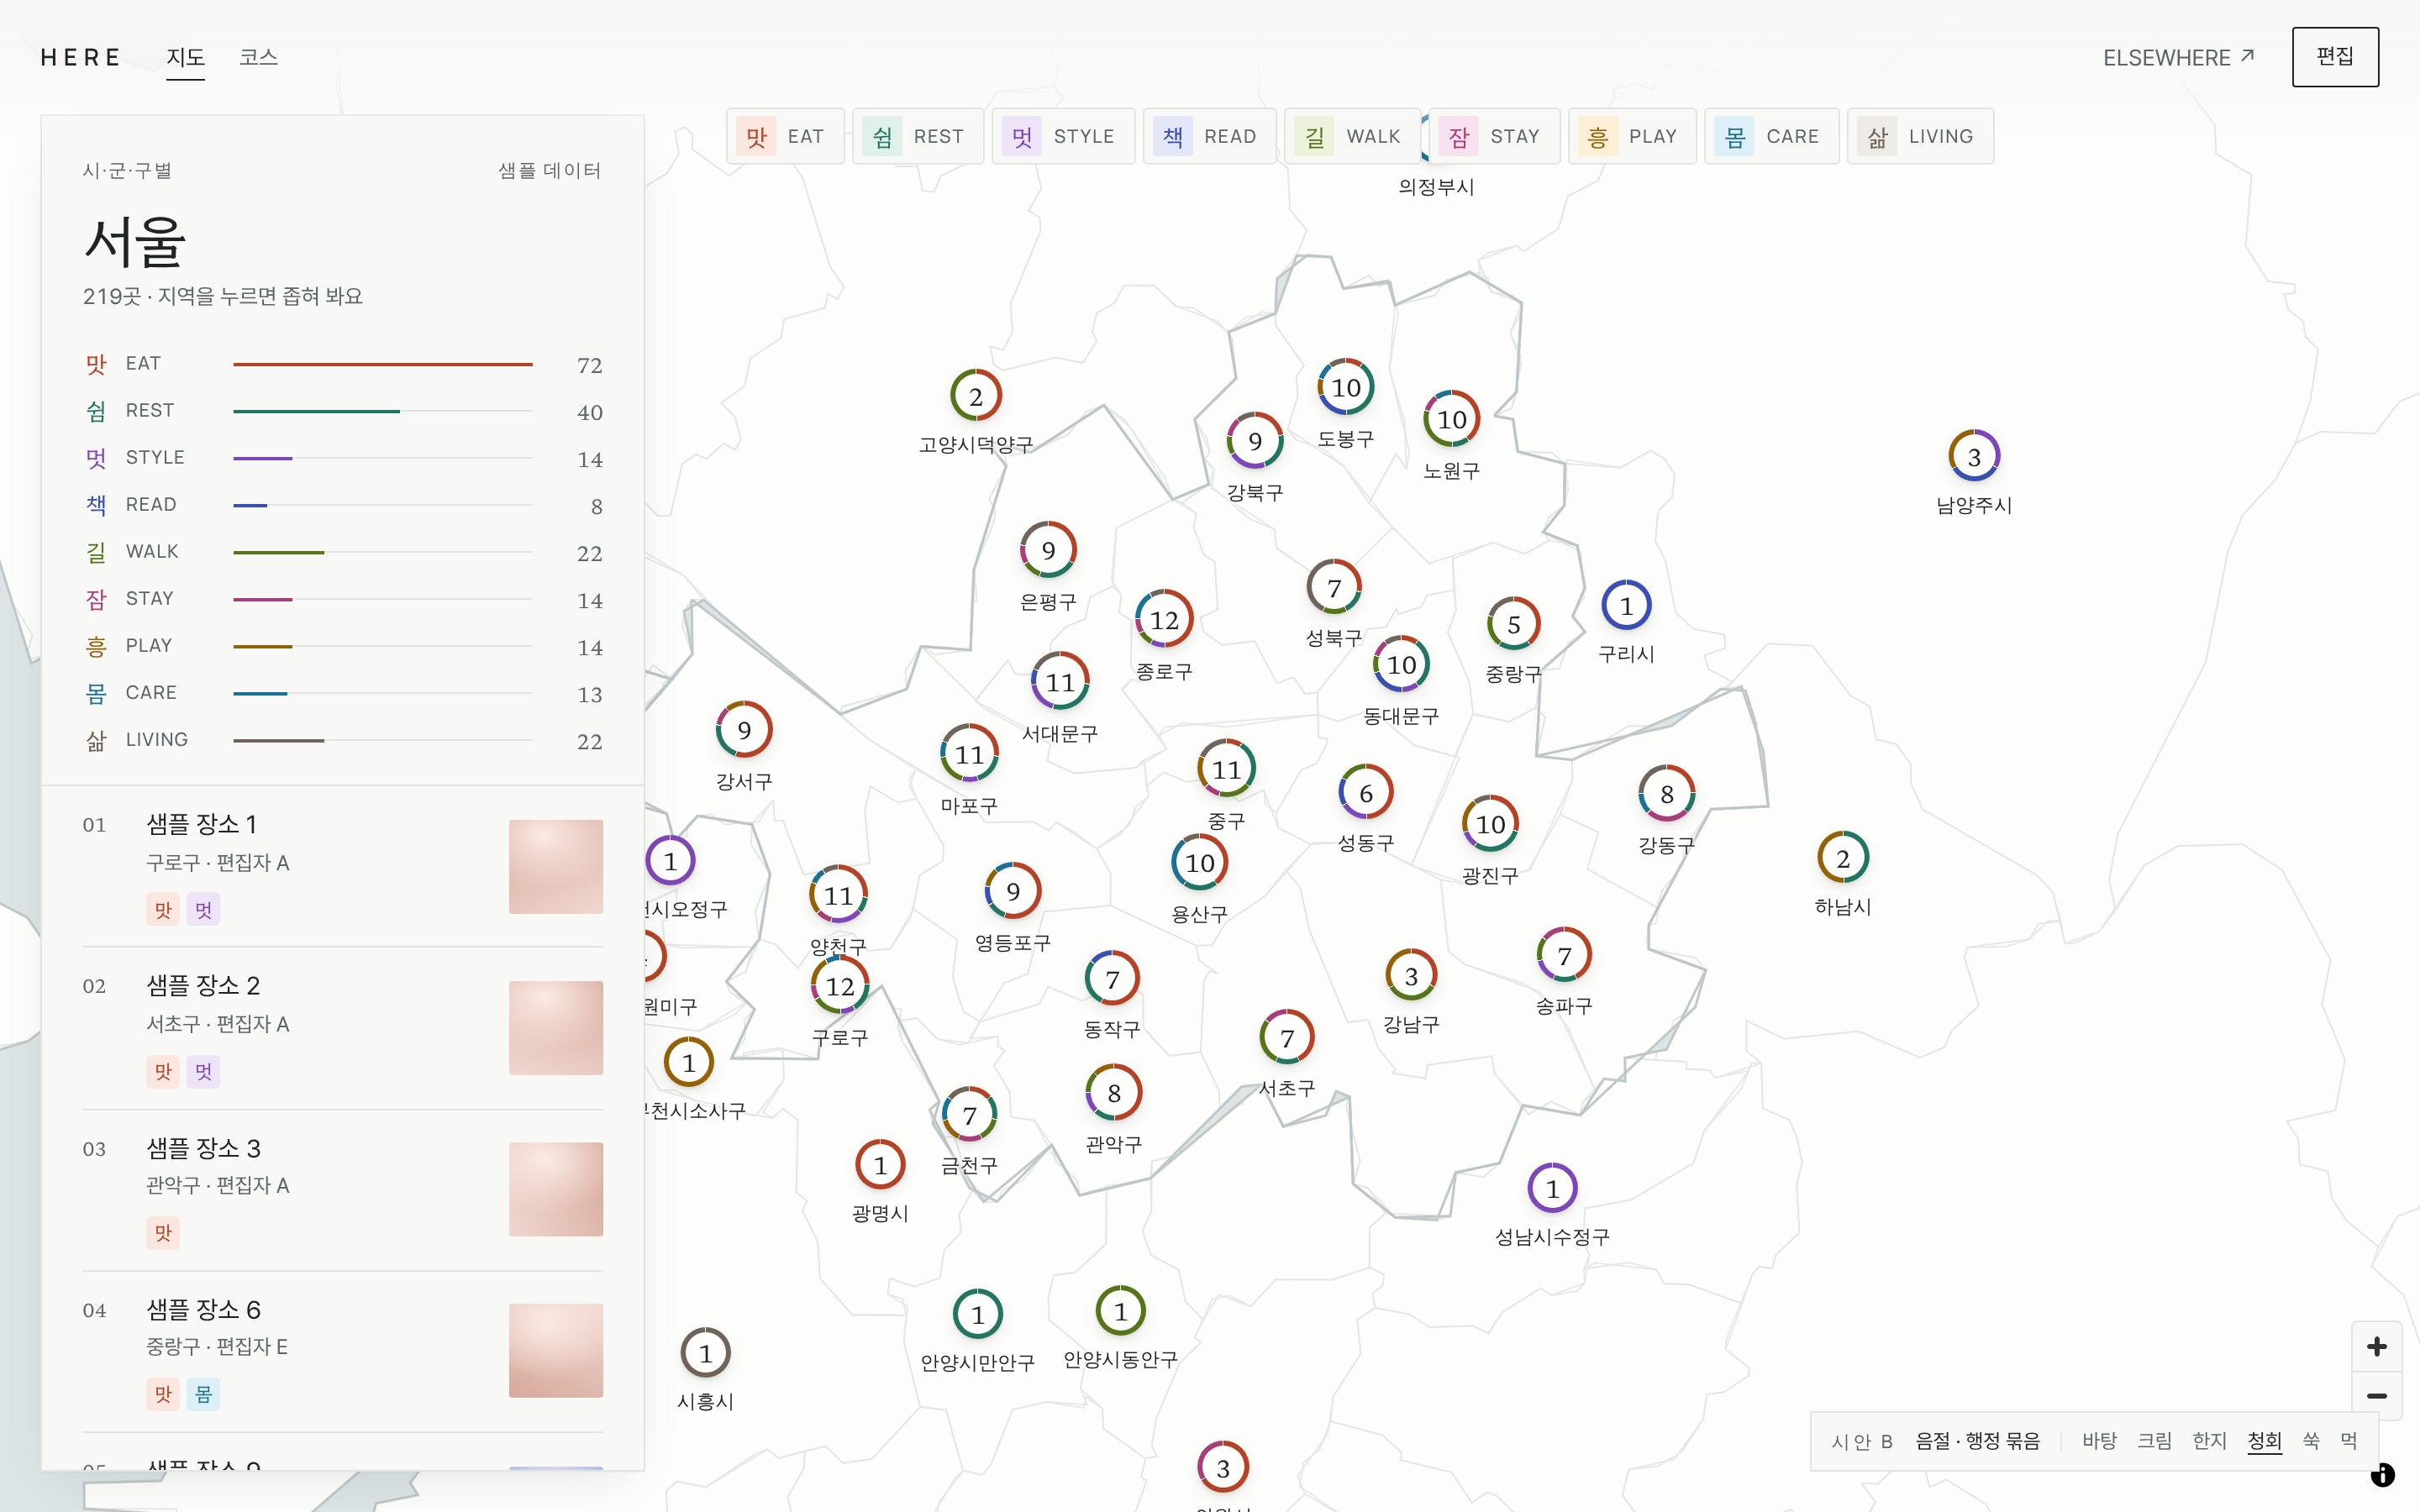 HERE 지도 코스 ELSEWHERE ↗ 편집
맛 EAT 쉼 REST 멋 STYLE 책 READ 길 WALK 잠 STAY 흥 PLAY 몸 CARE 삶 LIVING
시·군·구별 샘플 데이터
서울
219곳 · 지역을 누르면 좁혀 봐요
맛 EAT 72
쉼 REST 40
멋 STYLE 14
책 READ 8
길 WALK 22
잠 STAY 14
흥 PLAY 14
몸 CARE 13
삶 LIVING 22
01 샘플 장소 1
구로구 · 편집자 A
맛 멋
02 샘플 장소 2
서초구 · 편집자 A
맛 멋
03 샘플 장소 3
관악구 · 편집자 A
맛
04 샘플 장소 6
중랑구 · 편집자 E
맛 몸
의정부시
2
고양시덕양구
10
도봉구
10
노원구
9
강북구
3
남양주시
9
은평구
12
종로구
7
성북구
5
중랑구
1
구리시
10
동대문구
11
서대문구
9
강서구
11
마포구
11
중구
6
성동구
10
광진구
8
강동구
2
하남시
1
시오정구
11
양천구
9
영등포구
10
용산구
원미구
12
구로구
7
동작구
3
강남구
7
송파구
7
서초구
1
천시소사구
7
금천구
8
관악구
1
광명시
1
성남시수정구
1
안양시만안구
1
안양시동안구
1
시흥시
3
+
−
시안 B 음절 · 행정 묶음 바탕 크림 한지 청회 쑥 먹